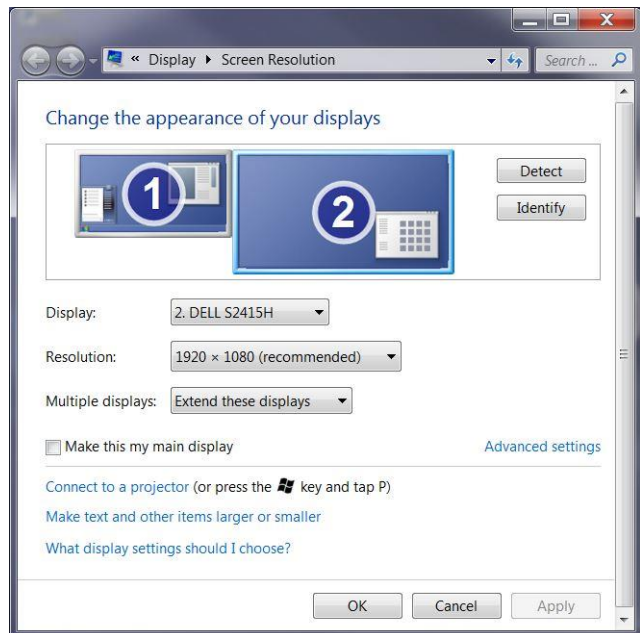 « Display ▸ Screen Resolution Search ...
Change the appearance of your displays
1 2
Detect
Identify
Display: 2. DELL S2415H
Resolution: 1920 × 1080 (recommended)
Multiple displays: Extend these displays
Make this my main display Advanced settings
Connect to a projector (or press the key and tap P)
Make text and other items larger or smaller
What display settings should I choose?
OK Cancel Apply